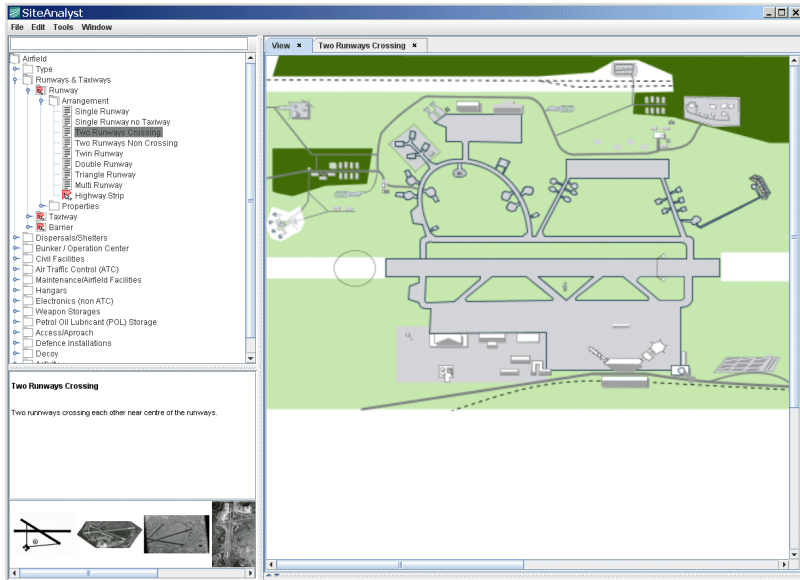 SiteAnalyst
File Edit Tools Window
View × Two Runways Crossing ×
Airfield
Type
Runways & Taxiways
Runway
Arrangement
Single Runway
Single Runway no Taxiway
Two Runways Crossing
Two Runways Non Crossing
Twin Runway
Double Runway
Triangle Runway
Multi Runway
Highway Strip
Properties
Taxiway
Barrier
Dispersals/Shelters
Bunker / Operation Center
Civil Facilities
Air Traffic Control (ATC)
Maintenance/Airfield Facilities
Hangars
Electronics (non ATC)
Weapon Storages
Petrol Oil Lubricant (POL) Storage
Access/Aproach
Defence Installations
Decoy
Two Runways Crossing
Two runnways crossing each other near centre of the runways.